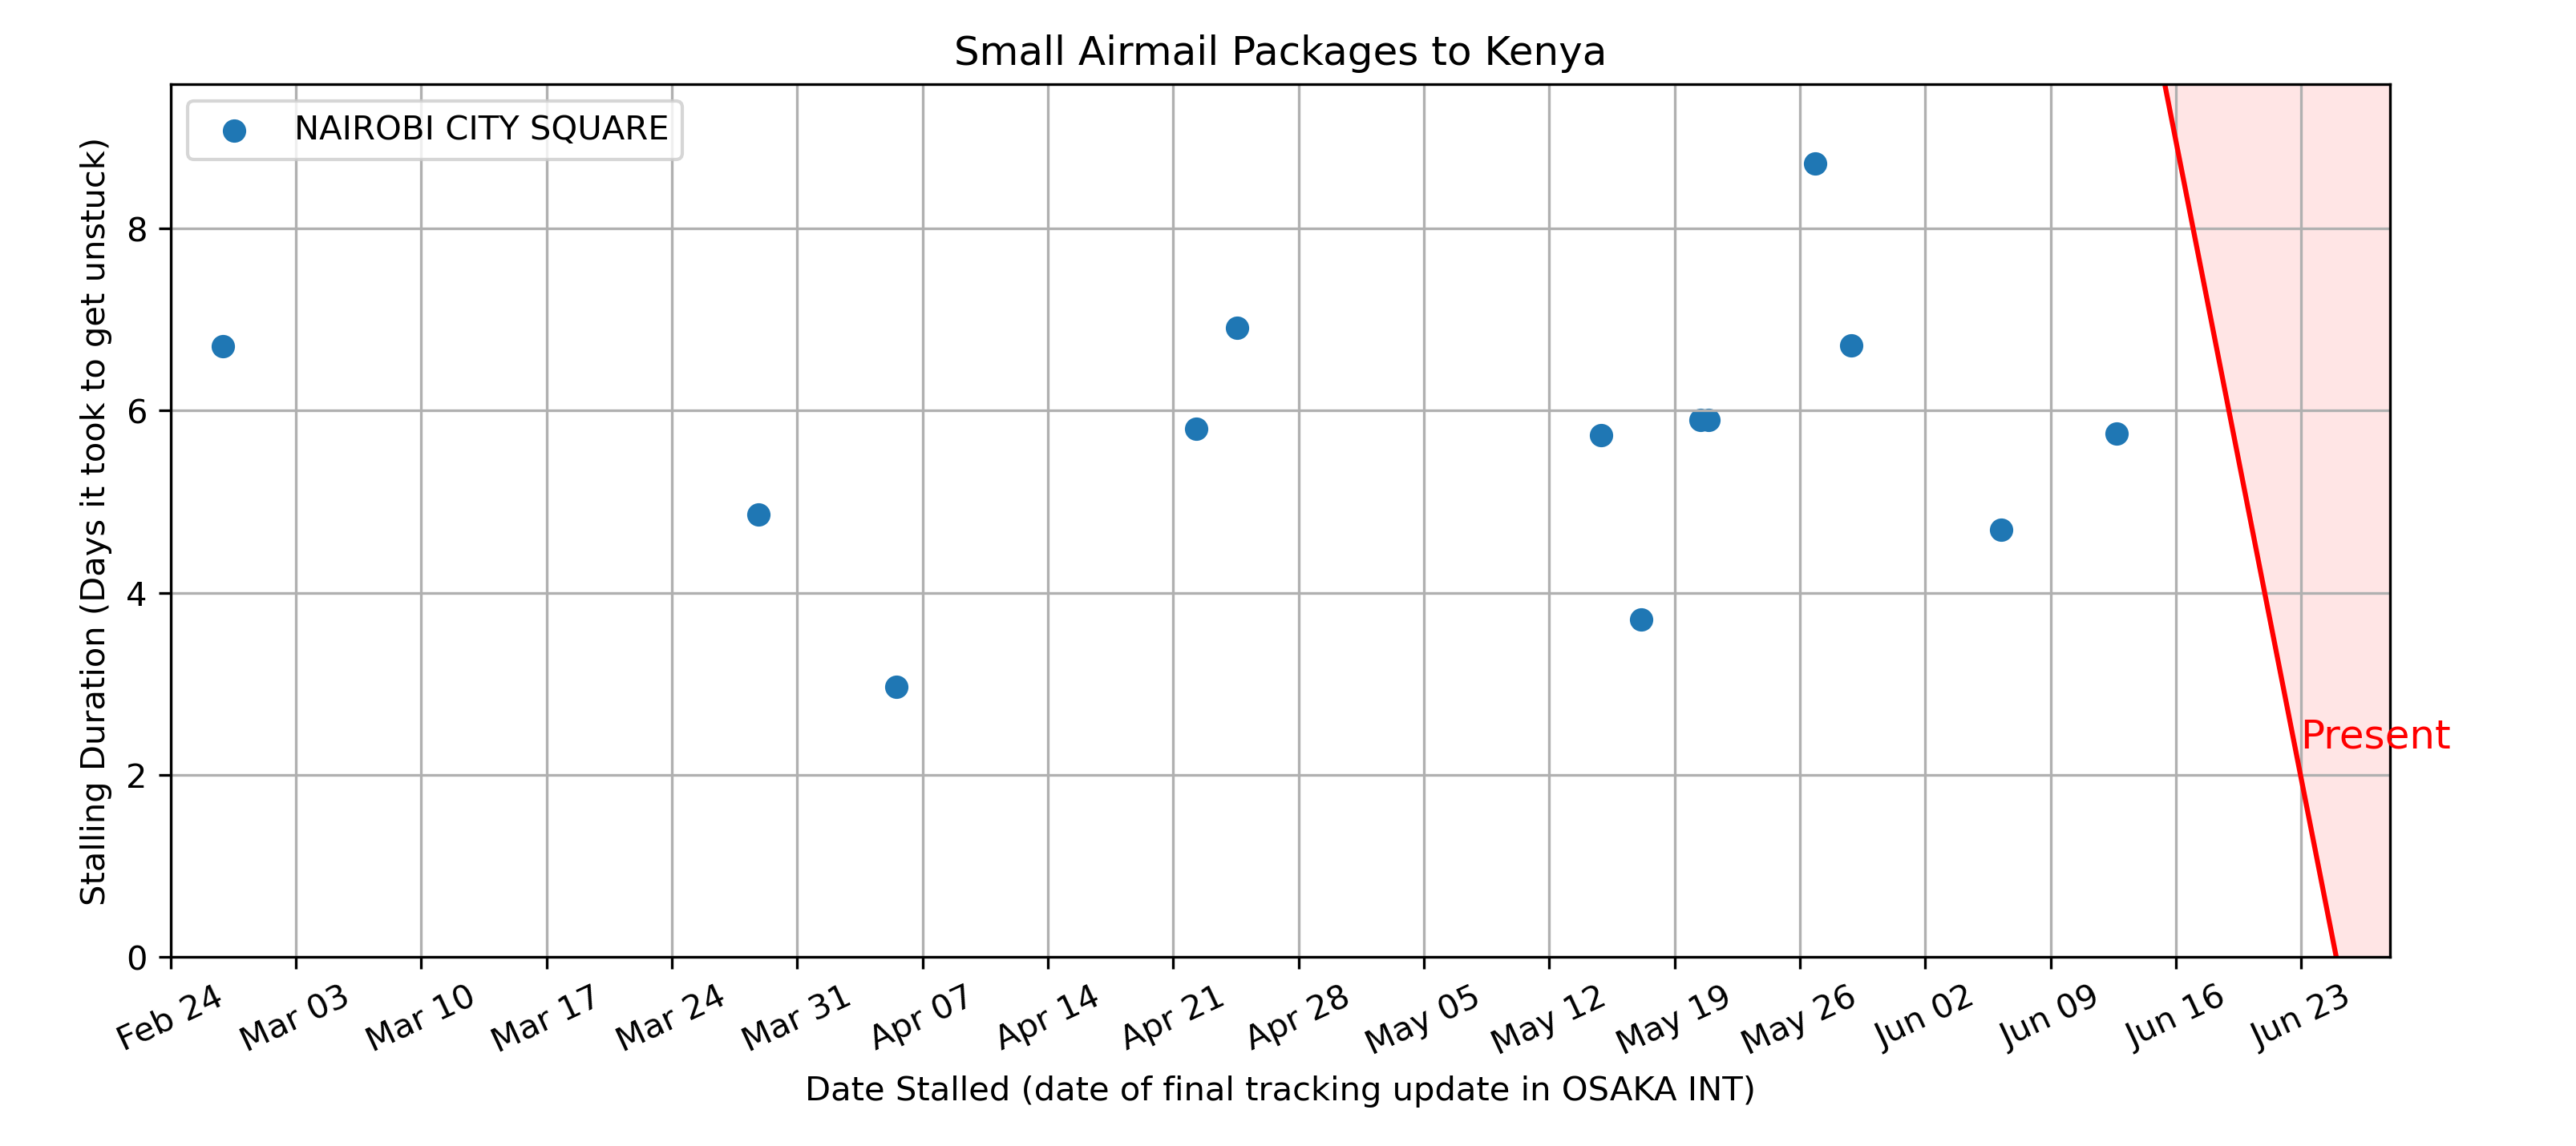 Small Airmail Packages to Kenya
NAIROBI CITY SQUARE
Stalling Duration (Days it took to get unstuck)
8
6
4
2
0
Present
Feb 24
Mar 03
Mar 10
Mar 17
Mar 24
Mar 31
Apr 07
Apr 14
Apr 21
Apr 28
May 05
May 12
May 19
May 26
Jun 02
Jun 09
Jun 16
Jun 23
Date Stalled (date of final tracking update in OSAKA INT)